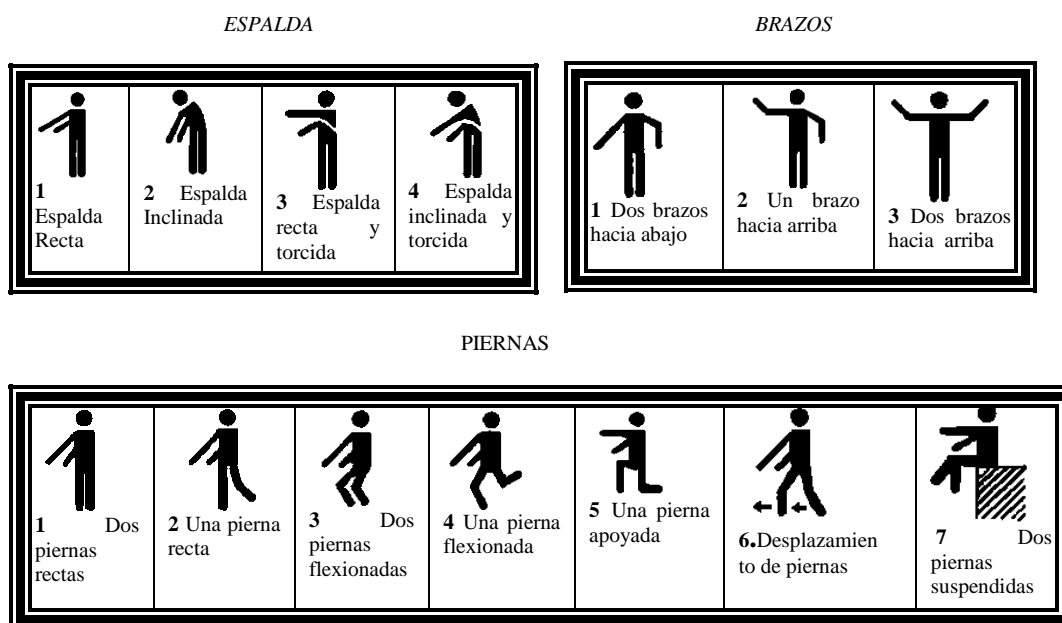 ESPALDA
BRAZOS
1
Espalda
Recta
2 Espalda
Inclinada
3 Espalda
recta y
torcida
4 Espalda
inclinada y
torcida
1 Dos brazos
hacia abajo
2 Un brazo
hacia arriba
3 Dos brazos
hacia arriba
PIERNAS
1 Dos
piernas
rectas
2 Una pierna
recta
3 Dos
piernas
flexionadas
4 Una pierna
flexionada
5 Una pierna
apoyada
6.Desplazamien
to de piernas
7 Dos
piernas
suspendidas